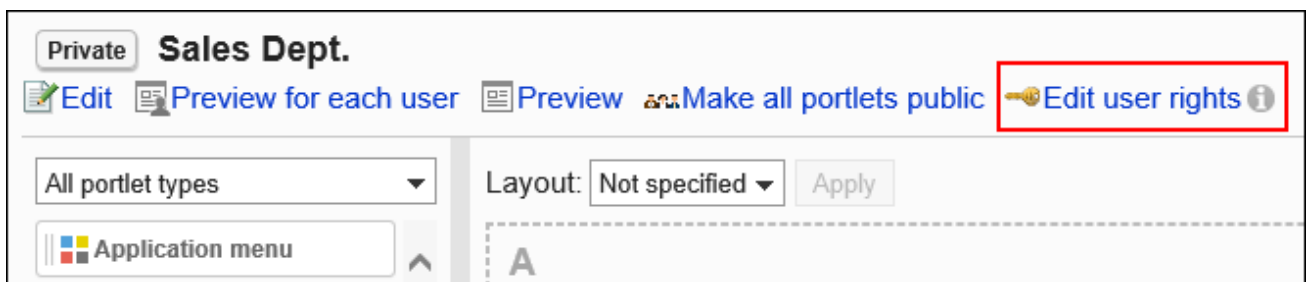 Private Sales Dept.
Edit Preview for each user Preview Make all portlets public Edit user rights
All portlet types Layout: Not specified Apply
Application menu A